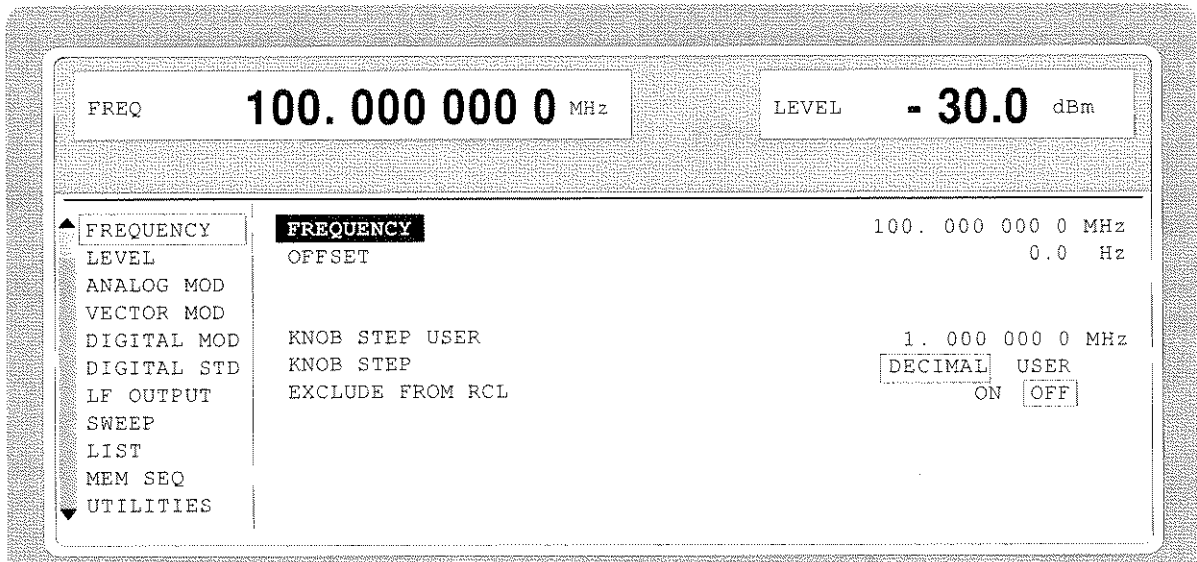 FREQ 100. 000 000 0 MHz LEVEL - 30.0 dBm
FREQUENCY
LEVEL
ANALOG MOD
VECTOR MOD
DIGITAL MOD
DIGITAL STD
LF OUTPUT
SWEEP
LIST
MEM SEQ
UTILITIES
FREQUENCY 100. 000 000 0 MHz
OFFSET 0.0 Hz
KNOB STEP USER 1. 000 000 0 MHz
KNOB STEP DECIMAL USER
EXCLUDE FROM RCL ON OFF